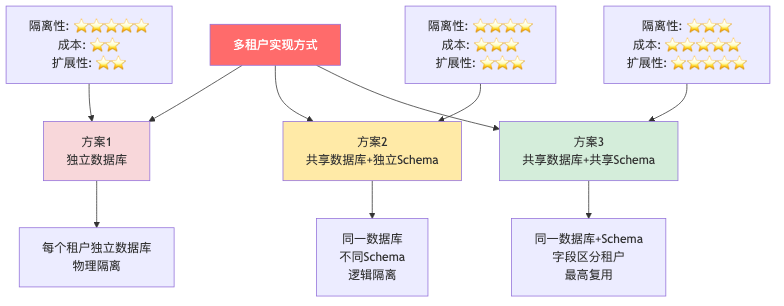 隔离性: ⭐⭐⭐⭐⭐
成本: ⭐⭐
扩展性: ⭐⭐
多租户实现方式
隔离性: ⭐⭐⭐⭐
成本: ⭐⭐⭐
扩展性: ⭐⭐⭐
隔离性: ⭐⭐⭐
成本: ⭐⭐⭐⭐⭐
扩展性: ⭐⭐⭐⭐⭐
方案1
独立数据库
方案2
共享数据库+独立Schema
方案3
共享数据库+共享Schema
每个租户独立数据库
物理隔离
同一数据库
不同Schema
逻辑隔离
同一数据库+Schema
字段区分租户
最高复用